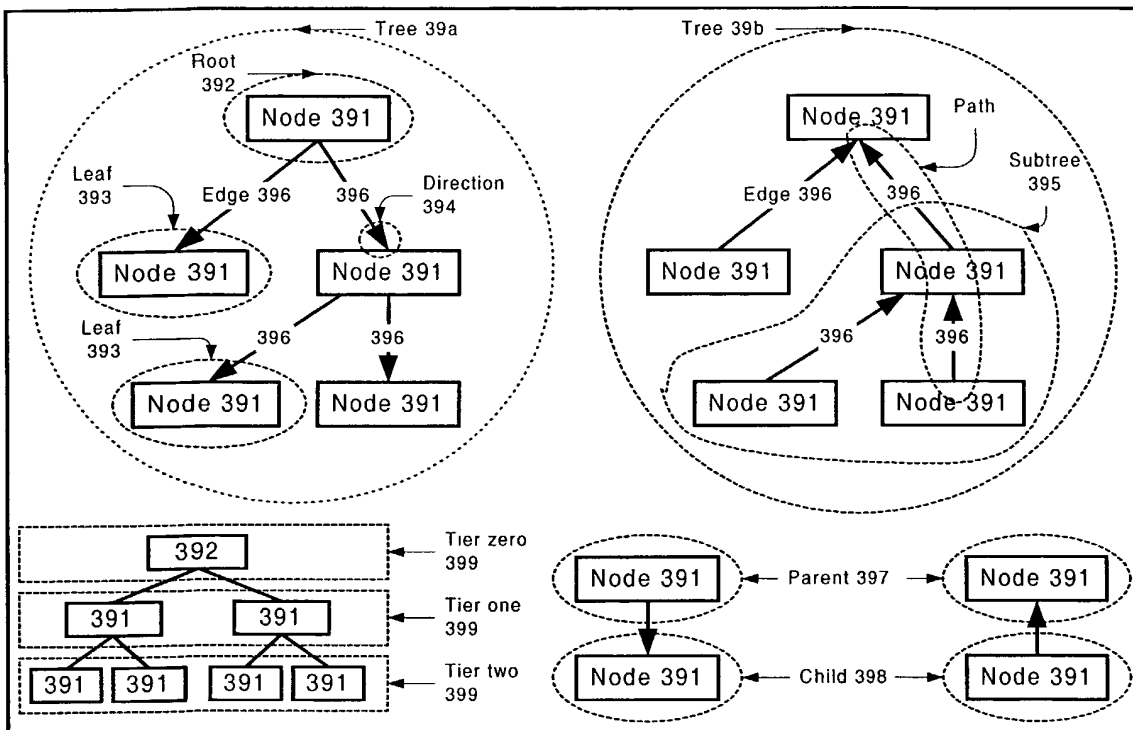 Tree 39a
Root
392
Node 391
Leaf
393
Edge 396
396
Direction
394
Node 391
Node 391
Leaf
393
396
396
Node 391
Node 391
Tree 39b
Node 391
Path
Subtree
395
Edge 396
396
Node 391
Node 391
396
396
Node 391
Node 391
392
Tier zero
399
391
391
Tier one
399
391
391
391
391
Tier two
399
Node 391
Parent 397
Node 391
Node 391
Child 398
Node 391